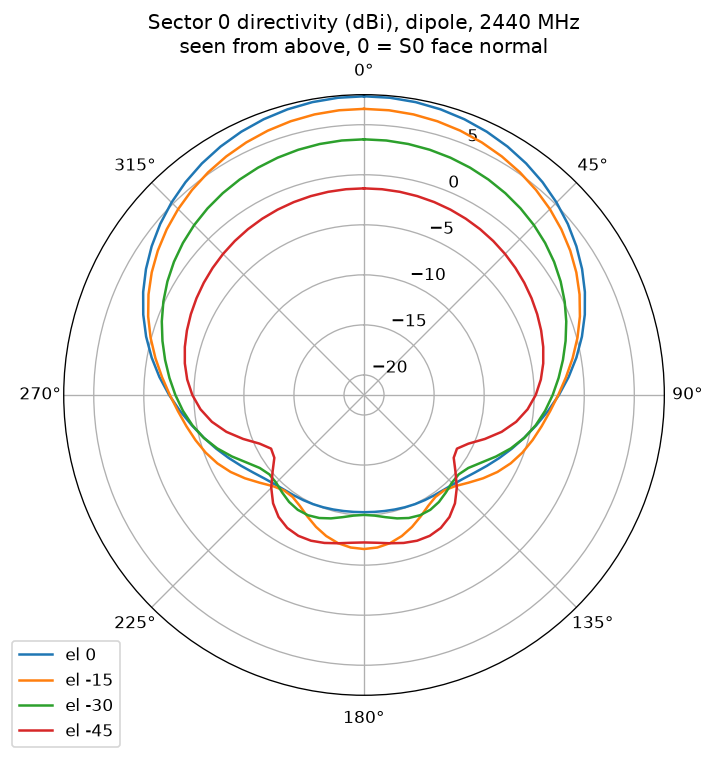 Sector 0 directivity (dBi), dipole, 2440 MHz
seen from above, 0 = S0 face normal
0°
5
315°
45°
0
−5
−10
−15
−20
270°
90°
225°
135°
180°
el 0
el -15
el -30
el -45